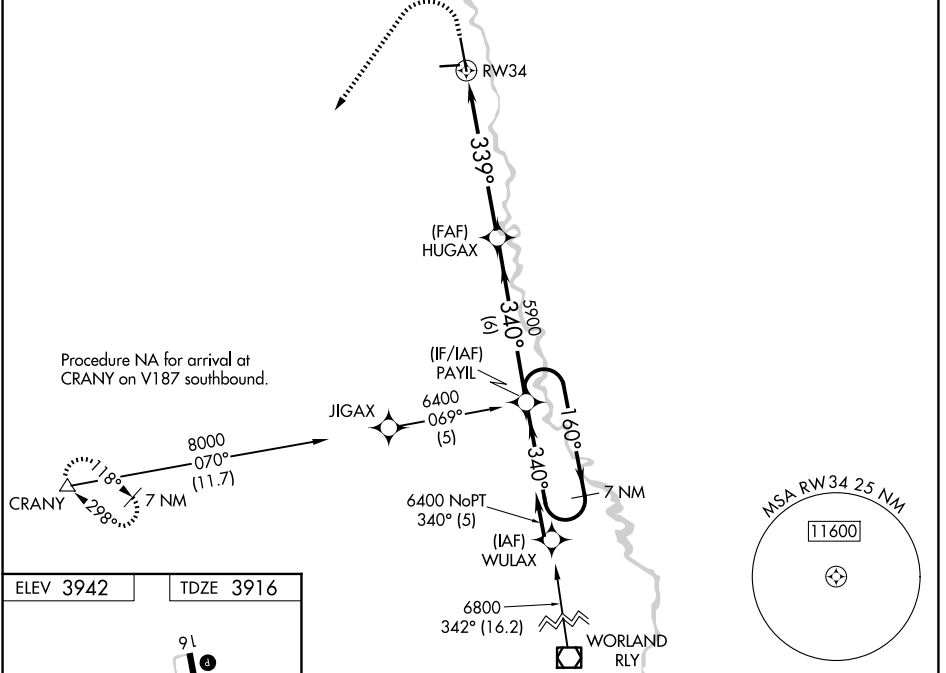 RW34
339°
(FAF)
HUGAX
5900
340°
(6)
Procedure NA for arrival at
CRANY on V187 southbound.
(IF/IAF)
PAYIL
JIGAX
6400
069°
(5)
8000
070°
(11.7)
160°
340°
118°
7 NM
CRANY
298°
7 NM
6400 NoPT
340° (5)
(IAF)
WULAX
MSA RW34 25 NM
11600
6800
342° (16.2)
WORLAND
RLY
ELEV 3942
TDZE 3916
16
P